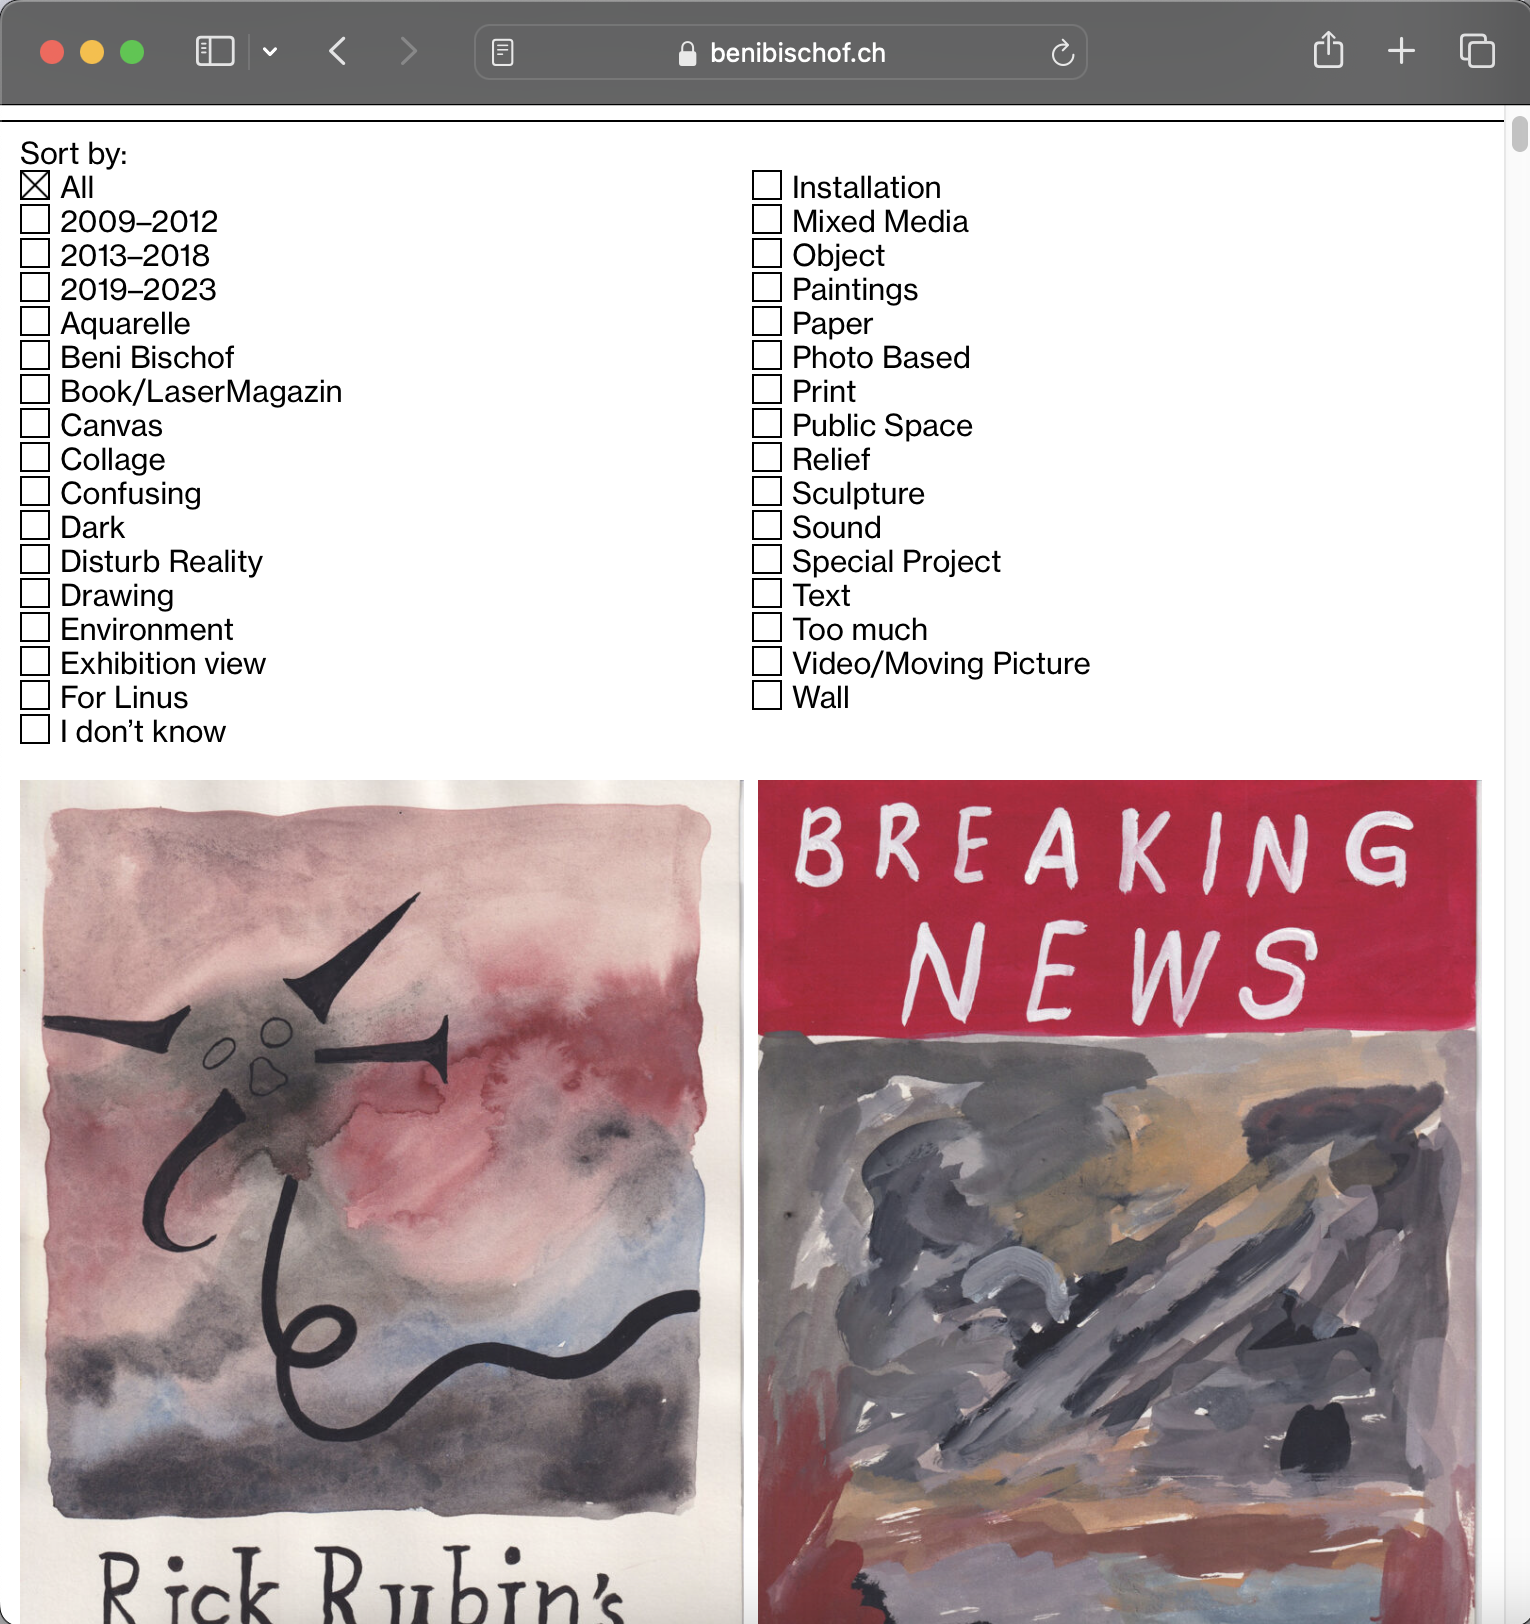 benibischof.ch
Sort by:
All
2009–2012
2013–2018
2019–2023
Aquarelle
Beni Bischof
Book/LaserMagazin
Canvas
Collage
Confusing
Dark
Disturb Reality
Drawing
Environment
Exhibition view
For Linus
I don’t know
Installation
Mixed Media
Object
Paintings
Paper
Photo Based
Print
Public Space
Relief
Sculpture
Sound
Special Project
Text
Too much
Video/Moving Picture
Wall
Rick Rubin's
BREAKING
NEWS